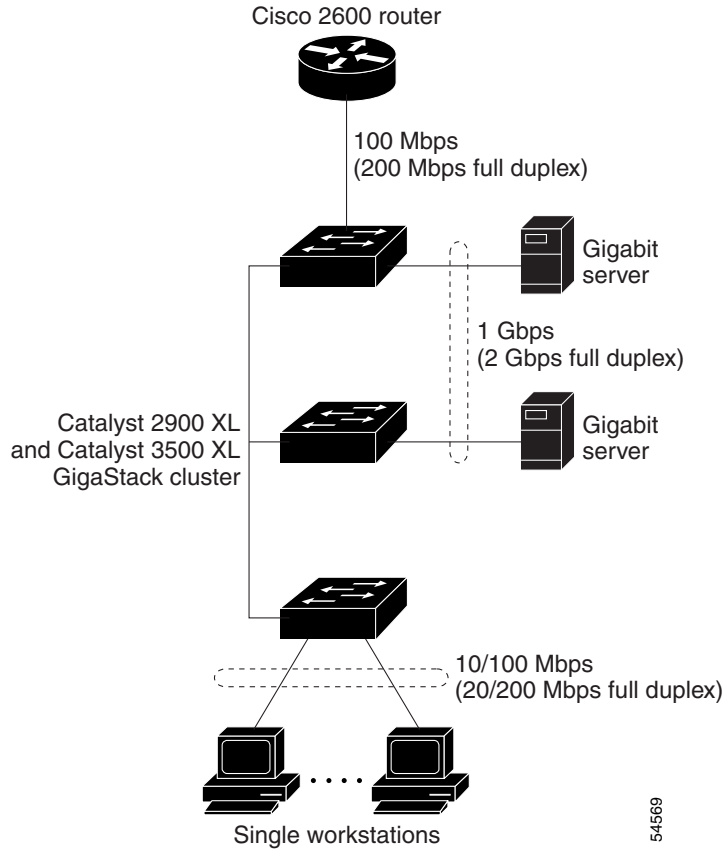 Cisco 2600 router
100 Mbps
(200 Mbps full duplex)
Gigabit
server
1 Gbps
(2 Gbps full duplex)
Catalyst 2900 XL
and Catalyst 3500 XL
GigaStack cluster
Gigabit
server
10/100 Mbps
(20/200 Mbps full duplex)
Single workstations
54569